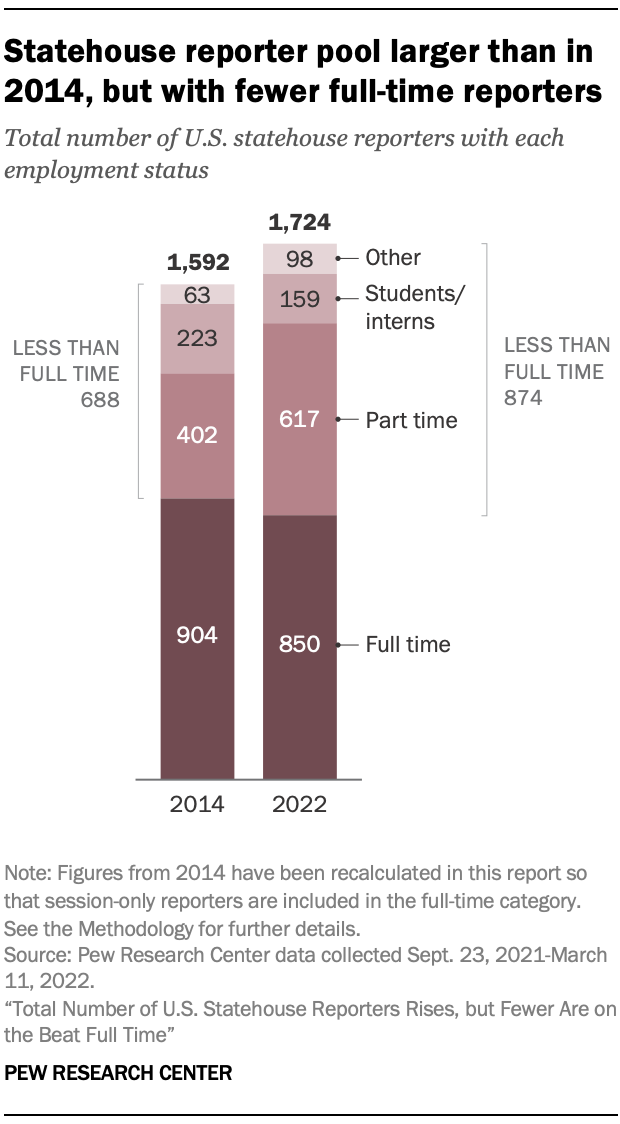 Statehouse reporter pool larger than in
2014, but with fewer full-time reporters
Total number of U.S. statehouse reporters with each
employment status
1,592
1,724
63
98
Other
223
159
Students/
interns
LESS THAN
FULL TIME
688
LESS THAN
FULL TIME
874
402
617
Part time
904
850
Full time
2014
2022
Note: Figures from 2014 have been recalculated in this report so
that session-only reporters are included in the full-time category.
See the Methodology for further details.
Source: Pew Research Center data collected Sept. 23, 2021-March
11, 2022.
“Total Number of U.S. Statehouse Reporters Rises, but Fewer Are on
the Beat Full Time”
PEW RESEARCH CENTER